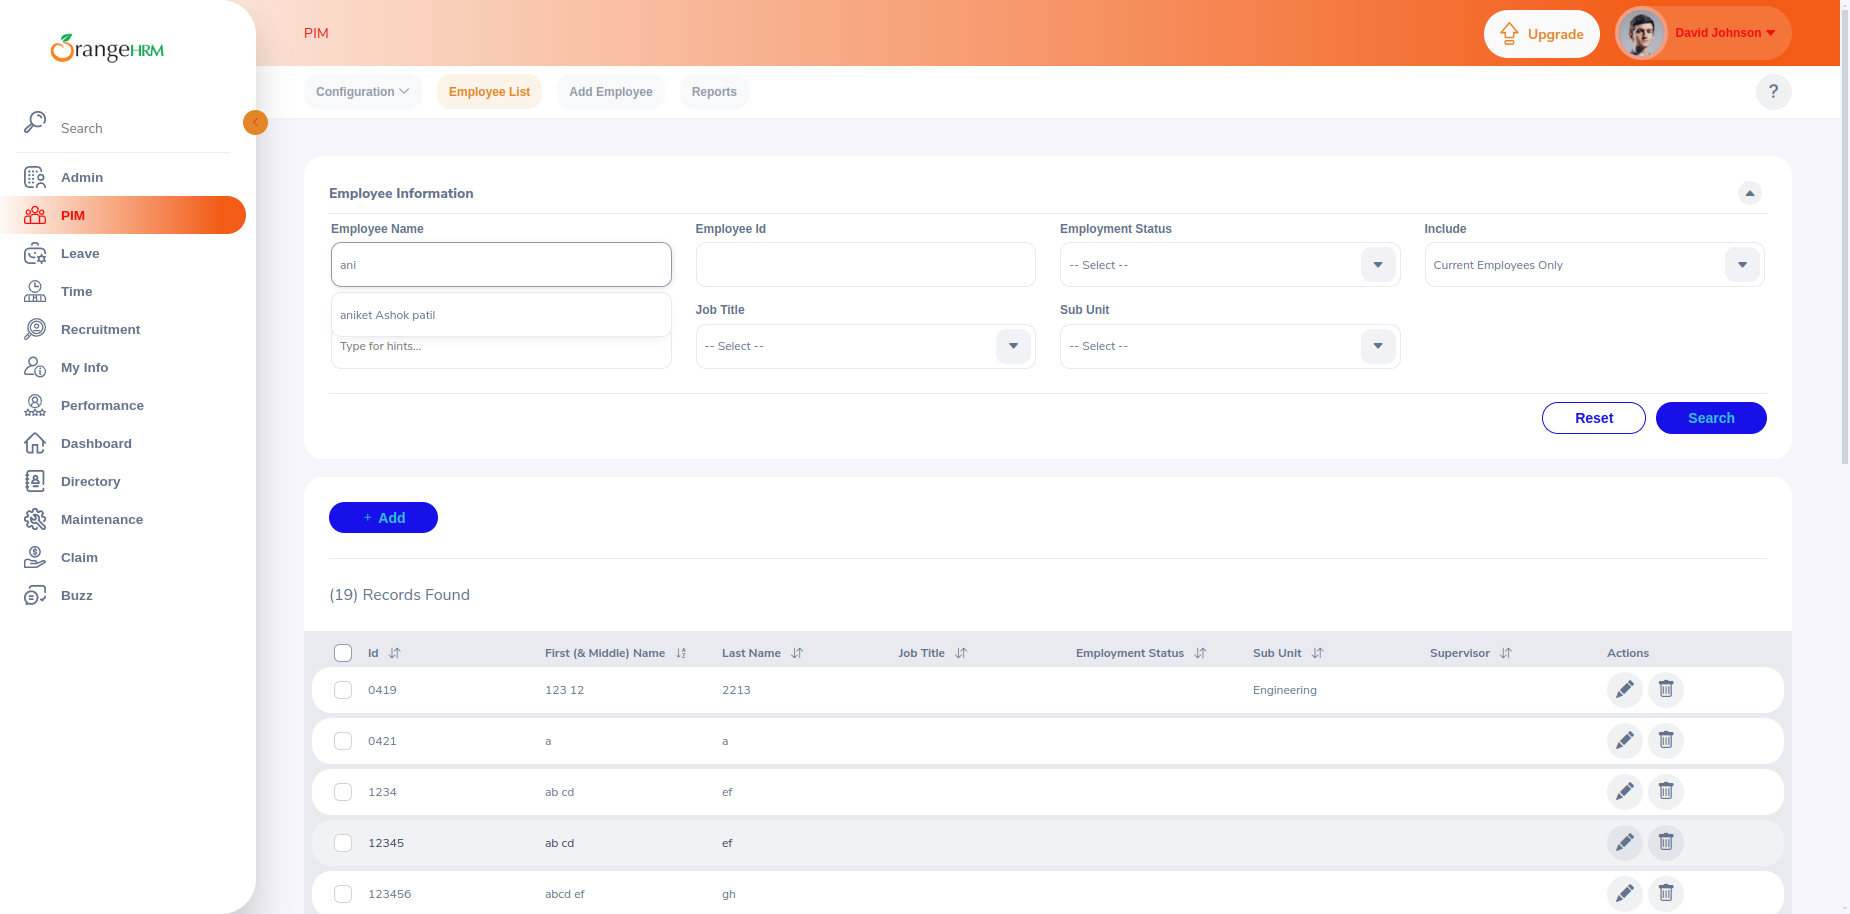 OrangeHRM
PIM
Upgrade
David Johnson
Configuration
Employee List
Add Employee
Reports
?
Search
Admin
PIM
Leave
Time
Recruitment
My Info
Performance
Dashboard
Directory
Maintenance
Claim
Buzz
Employee Information
Employee Name
Employee Id
Employment Status
Include
ani
-- Select --
Current Employees Only
aniket Ashok patil
Job Title
Sub Unit
Type for hints...
-- Select --
-- Select --
Reset
Search
+ Add
(19) Records Found
Id First (& Middle) Name Last Name Job Title Employment Status Sub Unit Supervisor Actions
0419 123 12 2213 Engineering
0421 a a
1234 ab cd ef
12345 ab cd ef
123456 abcd ef gh